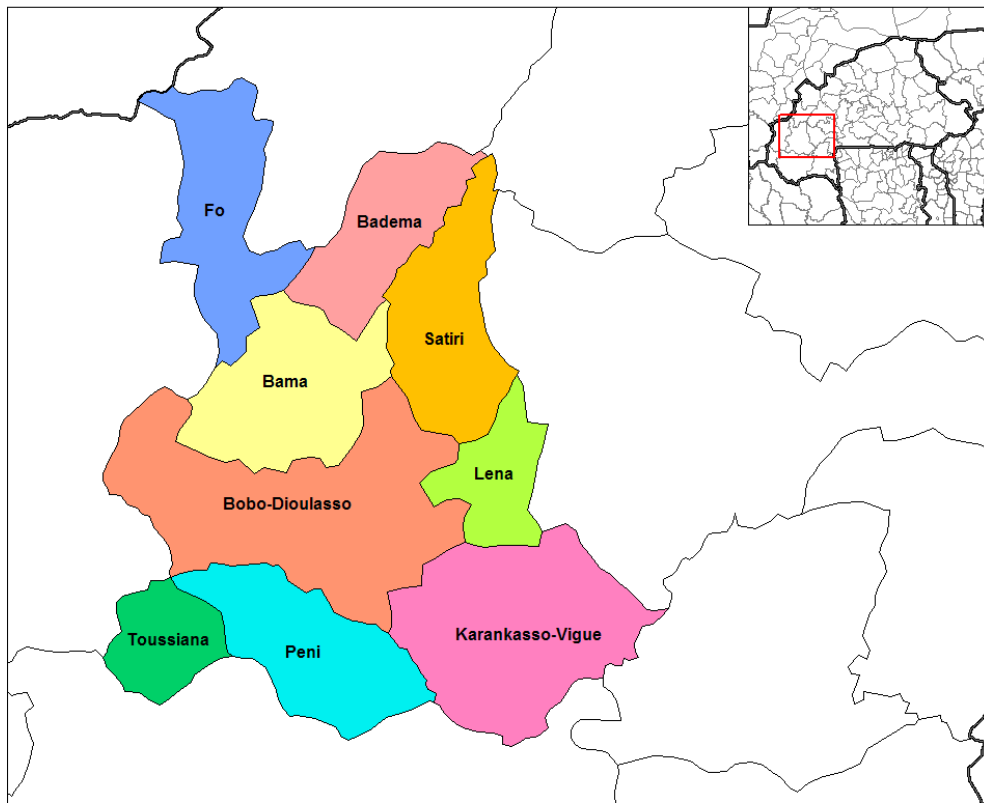 Fo
Badema
Satiri
Bama
Lena
Bobo-Dioulasso
Toussiana
Peni
Karankasso-Vigue